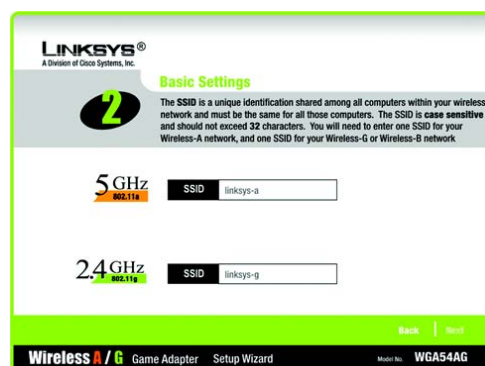 LINKSYS®
A Division of Cisco Systems, Inc.
Basic Settings
2
The SSID is a unique identification shared among all computers within your wireless
network and must be the same for all those computers. The SSID is case sensitive
and should not exceed 32 characters. You will need to enter one SSID for your
Wireless-A network, and one SSID for your Wireless-G or Wireless-B network
5 GHz
802.11a
SSID linksys-a
2.4 GHz
802.11g
SSID linksys-g
Back Next
Wireless A / G Game Adapter Setup Wizard Model No. WGA54AG